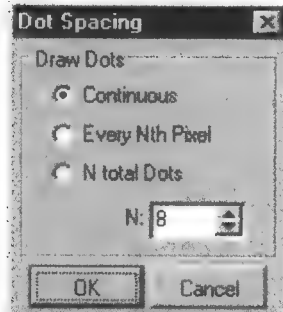 Dot Spacing
Draw Dots
Continuous
Every Nth Pixel
N total Dots
N: 8
OK Cancel